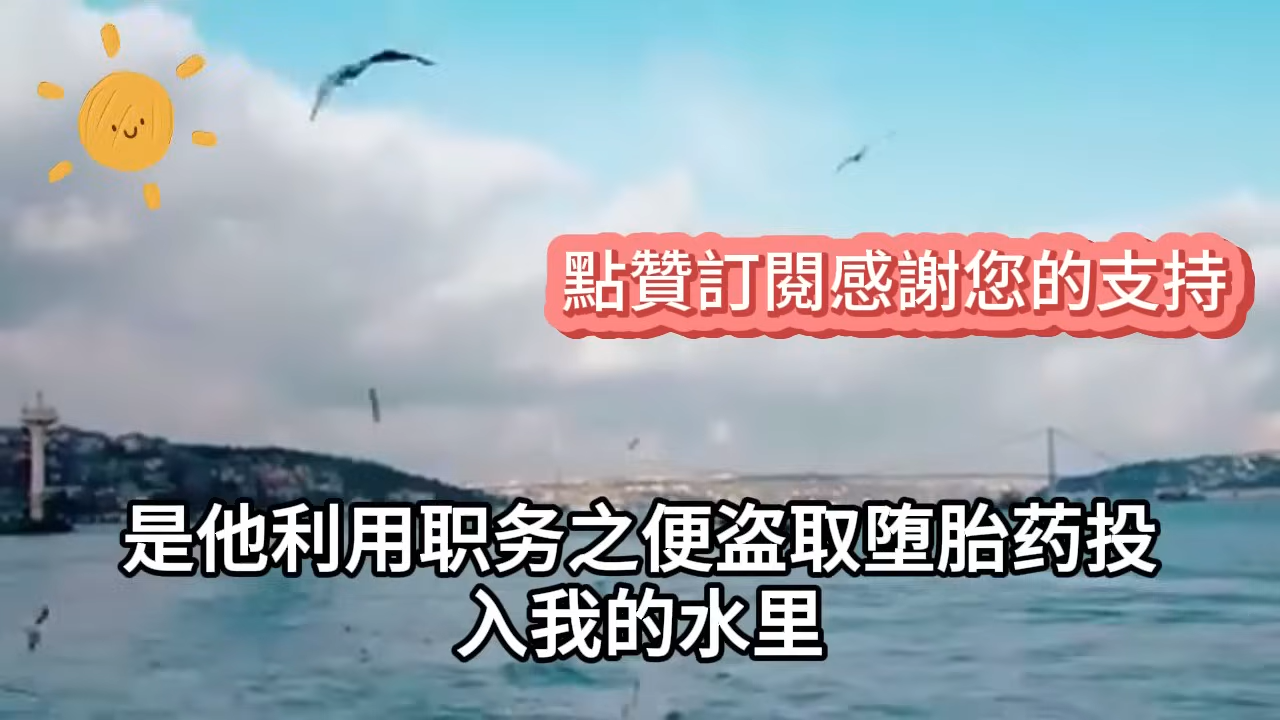 點贊訂閱感謝您的支持
是他利用职务之便盗取堕胎药投
入我的水里